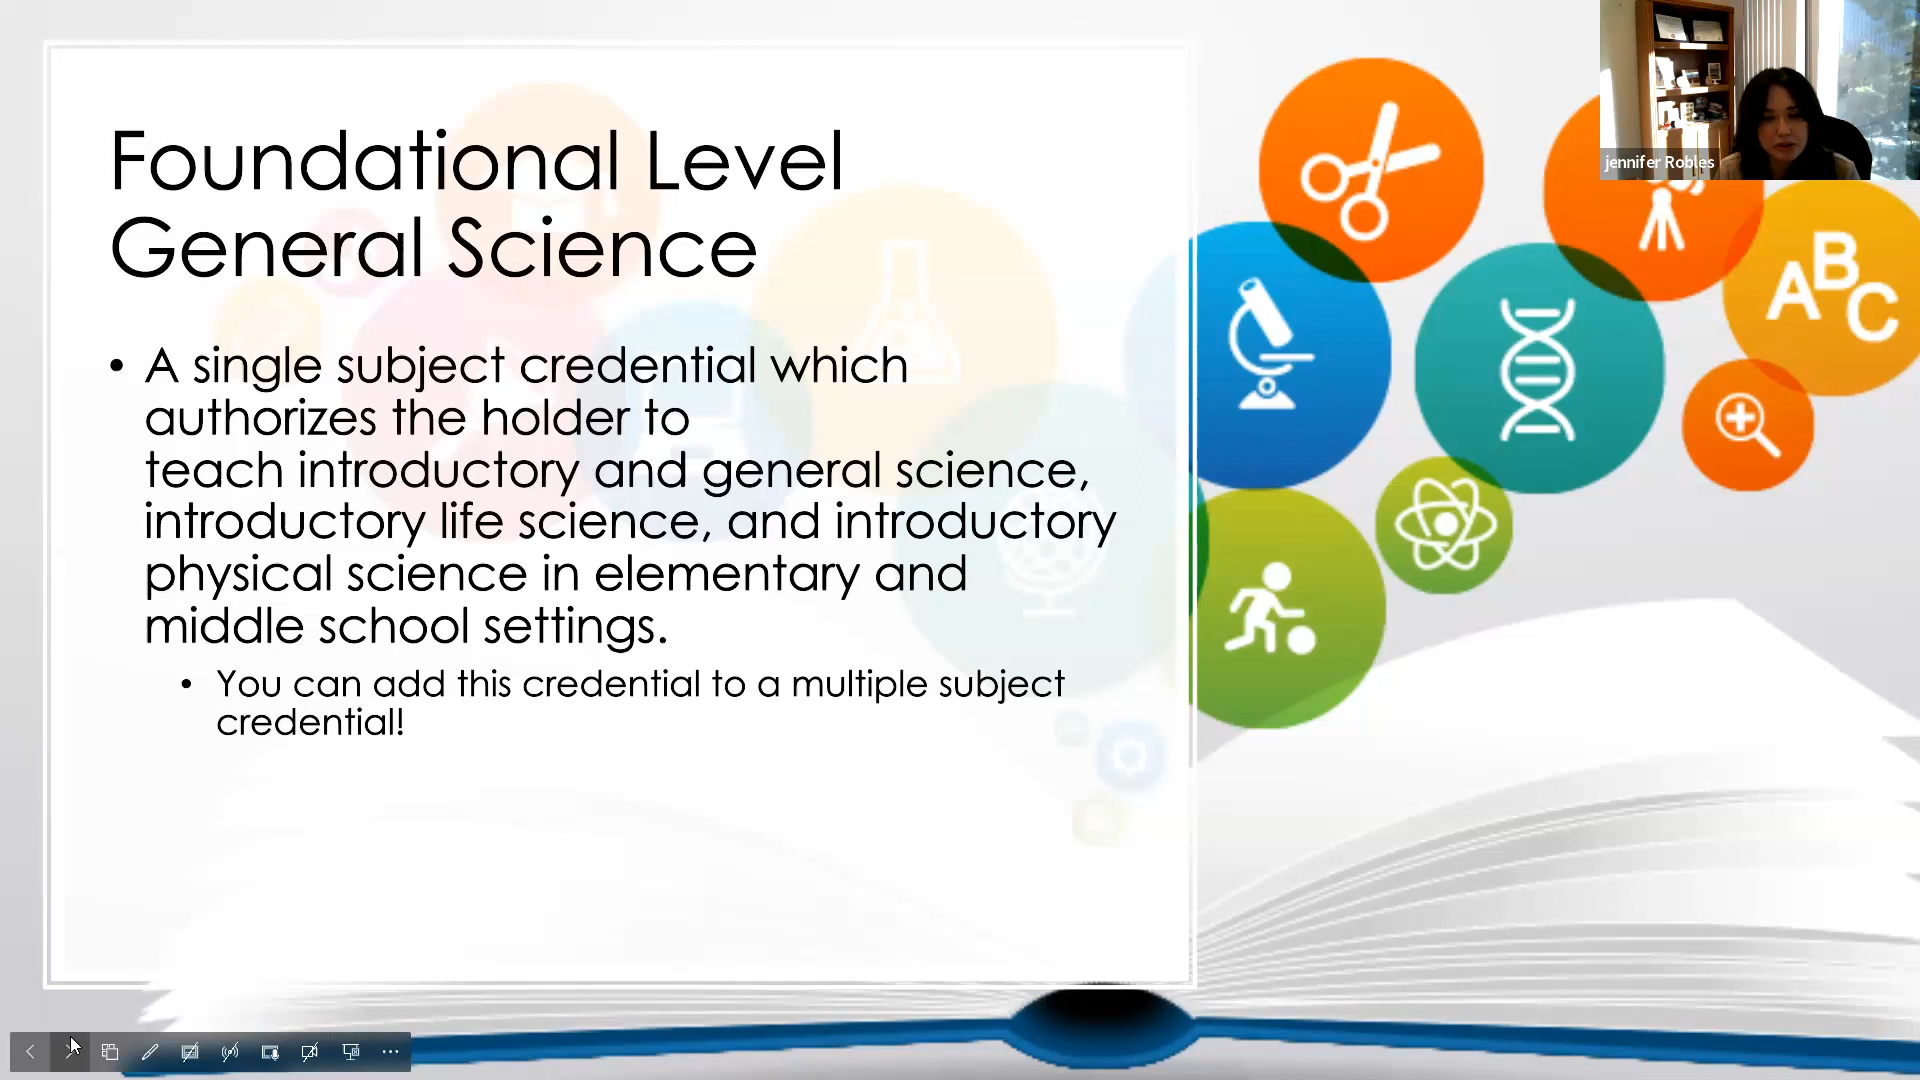 Foundational Level
General Science
• A single subject credential which
authorizes the holder to
teach introductory and general science,
introductory life science, and introductory
physical science in elementary and
middle school settings.
• You can add this credential to a multiple subject
credential!
jennifer Robles
A B C